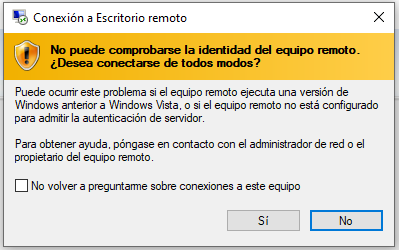 Conexión a Escritorio remoto
No puede comprobarse la identidad del equipo remoto.
¿Desea conectarse de todos modos?
Puede ocurrir este problema si el equipo remoto ejecuta una versión de
Windows anterior a Windows Vista, o si el equipo remoto no está configurado
para admitir la autenticación de servidor.
Para obtener ayuda, póngase en contacto con el administrador de red o el
propietario del equipo remoto.
No volver a preguntarme sobre conexiones a este equipo
Sí
No